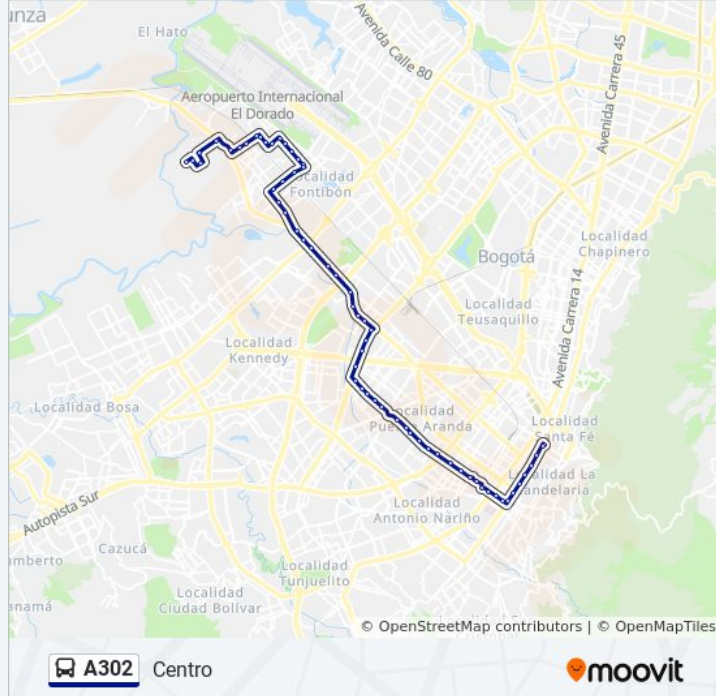 unza
El Hato
Avenida Calle 80
Avenida Carrera 45
Aeropuerto Internacional
El Dorado
Localidad
Fontibón
Localidad
Chapinero
Bogotá
Localidad
Teusaquillo
Avenida Carrera 14
Localidad
Kennedy
Localidad Bosa
Localidad
Puente Aranda
Localidad
Santa Fé
Localidad La
Candelaria
Autopista Sur
Localidad
Antonio Nariño
Cazucá
amberto
Localidad
Tunjuelito
anamá
Localidad
Ciudad Bolívar
© OpenStreetMap contributors | © OpenMapTiles
A302 Centro
moovit